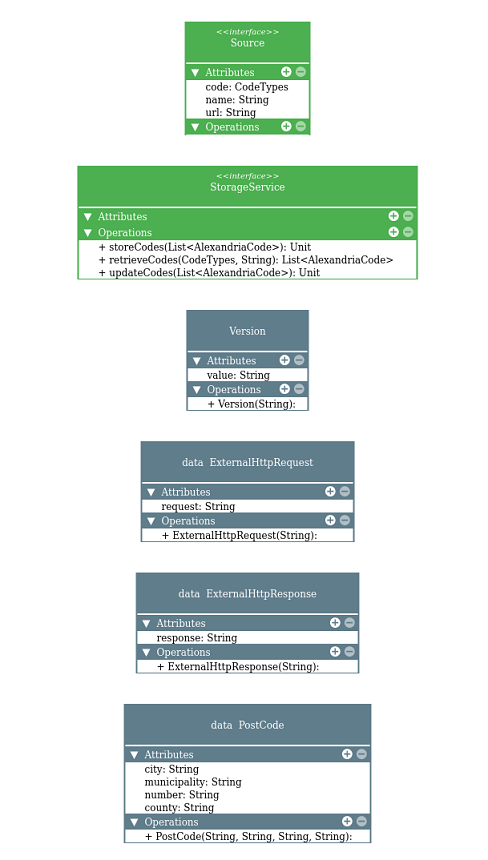 <<interface>>
Source
▼ Attributes
code: CodeTypes
name: String
url: String
▼ Operations
<<interface>>
StorageService
▼ Attributes
▼ Operations
+ storeCodes(List<AlexandriaCode>): Unit
+ retrieveCodes(CodeTypes, String): List<AlexandriaCode>
+ updateCodes(List<AlexandriaCode>): Unit
Version
▼ Attributes
value: String
▼ Operations
+ Version(String):
data ExternalHttpRequest
▼ Attributes
request: String
▼ Operations
+ ExternalHttpRequest(String):
data ExternalHttpResponse
▼ Attributes
response: String
▼ Operations
+ ExternalHttpResponse(String):
data PostCode
▼ Attributes
city: String
municipality: String
number: String
county: String
▼ Operations
+ PostCode(String, String, String, String):